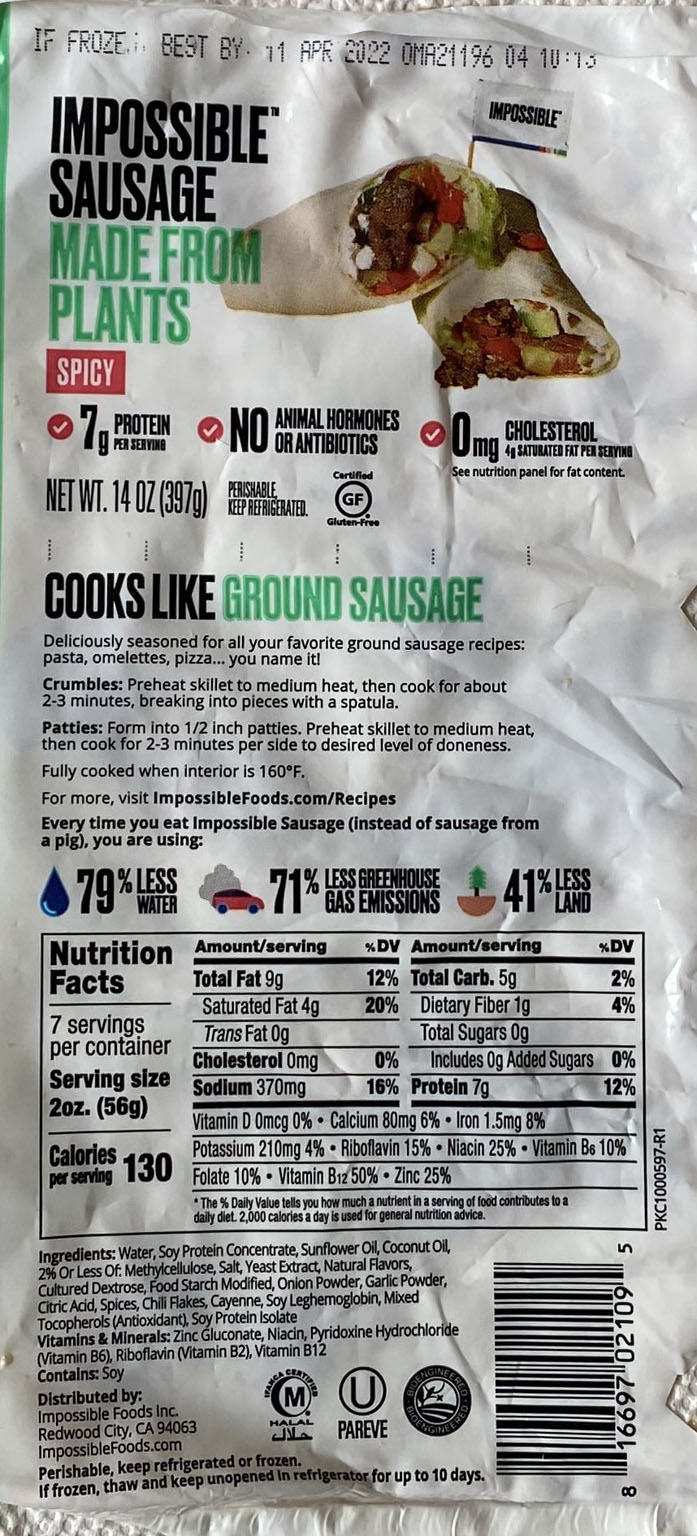 IF FROZEN BEST BY 11 APR 2022 OMA21196 04 10:13
IMPOSSIBLE™
IMPOSSIBLE™
SAUSAGE
MADE FROM
PLANTS
SPICY
7g PROTEIN PER SERVING
NO ANIMAL HORMONES OR ANTIBIOTICS
0mg CHOLESTEROL
4g SATURATED FAT PER SERVING
See nutrition panel for fat content.
NET WT. 14 OZ (397g)
PERISHABLE,
KEEP REFRIGERATED.
Certified
GF
Gluten-Free
COOKS LIKE GROUND SAUSAGE
Deliciously seasoned for all your favorite ground sausage recipes:
pasta, omelettes, pizza... you name it!
Crumbles: Preheat skillet to medium heat, then cook for about
2-3 minutes, breaking into pieces with a spatula.
Patties: Form into 1/2 inch patties. Preheat skillet to medium heat,
then cook for 2-3 minutes per side to desired level of doneness.
Fully cooked when interior is 160°F.
For more, visit ImpossibleFoods.com/Recipes
Every time you eat Impossible Sausage (instead of sausage from
a pig), you are using:
79% LESS WATER
71% LESS GREENHOUSE GAS EMISSIONS
41% LESS LAND
Nutrition
Facts
7 servings
per container
Serving size
2oz. (56g)
Calories
per serving 130
Amount/serving %DV
Total Fat 9g 12%
Saturated Fat 4g 20%
Trans Fat 0g
Cholesterol 0mg 0%
Sodium 370mg 16%
Amount/serving %DV
Total Carb. 5g 2%
Dietary Fiber 1g 4%
Total Sugars 0g
Includes 0g Added Sugars 0%
Protein 7g 12%
Vitamin D 0mcg 0% • Calcium 80mg 6% • Iron 1.5mg 8%
Potassium 210mg 4% • Riboflavin 15% • Niacin 25% • Vitamin B6 10%
Folate 10% • Vitamin B12 50% • Zinc 25%
* The % Daily Value tells you how much a nutrient in a serving of food contributes to a
daily diet. 2,000 calories a day is used for general nutrition advice.
PKC1000597-R1
Ingredients: Water, Soy Protein Concentrate, Sunflower Oil, Coconut Oil,
2% Or Less Of: Methylcellulose, Salt, Yeast Extract, Natural Flavors,
Cultured Dextrose, Food Starch Modified, Onion Powder, Garlic Powder,
Citric Acid, Spices, Chili Flakes, Cayenne, Soy Leghemoglobin, Mixed
Tocopherols (Antioxidant), Soy Protein Isolate
Vitamins & Minerals: Zinc Gluconate, Niacin, Pyridoxine Hydrochloride
(Vitamin B6), Riboflavin (Vitamin B2), Vitamin B12
Contains: Soy
Distributed by:
Impossible Foods Inc.
Redwood City, CA 94063
ImpossibleFoods.com
IFANCA CERTIFIED
M
HALAL
حلال
U
PAREVE
BIOENGINEERED
BIOENGINEERED
8 16697 02109 5
Perishable, keep refrigerated or frozen.
If frozen, thaw and keep unopened in refrigerator for up to 10 days.